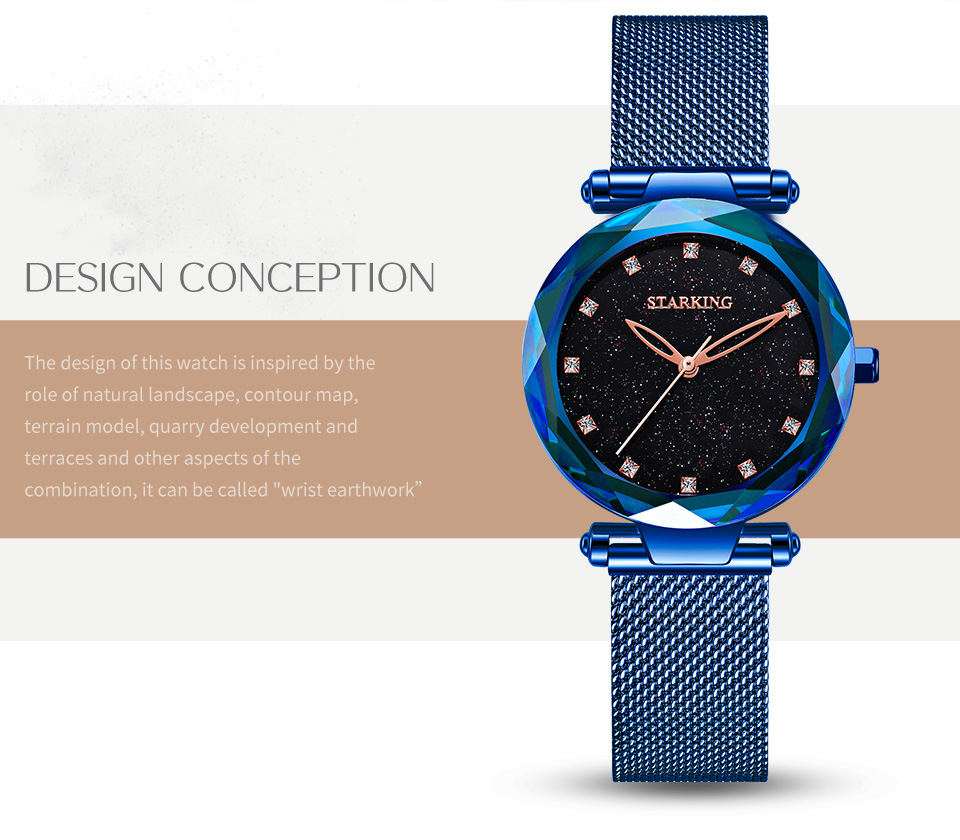 DESIGN CONCEPTION
The design of this watch is inspired by the
role of natural landscape, contour map,
terrain model, quarry development and
terraces and other aspects of the
combination, it can be called "wrist earthwork”
STARKING